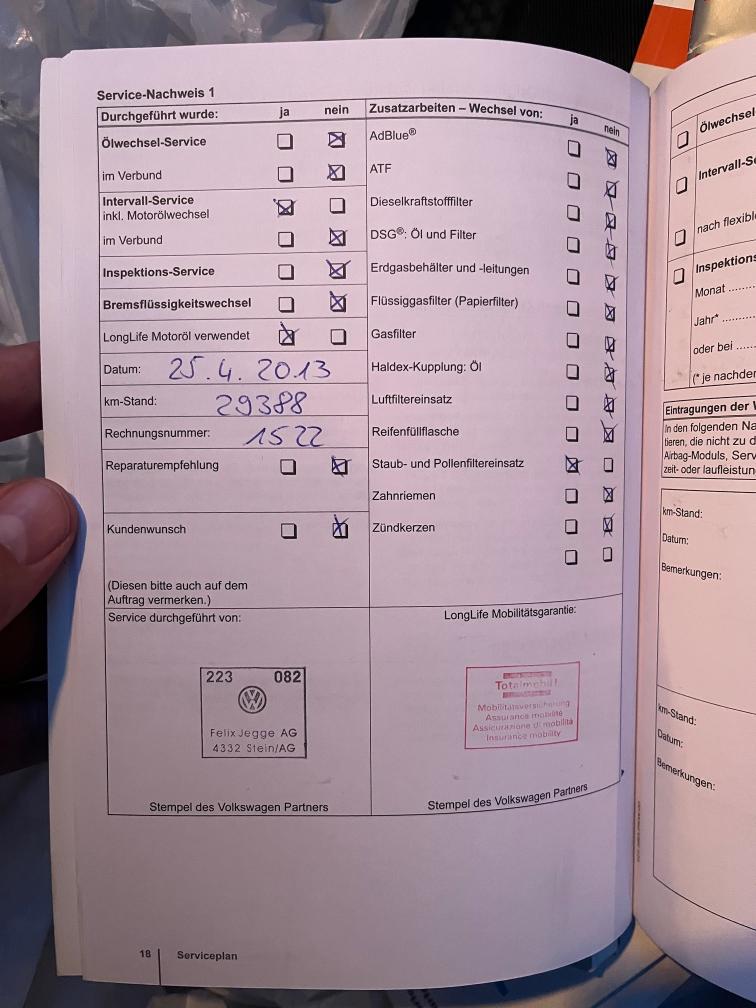 Service-Nachweis 1
Durchgeführt wurde: ja nein
Ölwechsel-Service
im Verbund
Intervall-Service
inkl. Motorölwechsel
im Verbund
Inspektions-Service
Bremsflüssigkeitswechsel
LongLife Motoröl verwendet
Datum: 25.4.2013
km-Stand: 29388
Rechnungsnummer: 1522
Reparaturempfehlung
Kundenwunsch
(Diesen bitte auch auf dem
Auftrag vermerken.)
Service durchgeführt von:
223 082
Felix Jegge AG
4332 Stein/AG
Stempel des Volkswagen Partners
Zusatzarbeiten – Wechsel von: ja nein
AdBlue®
ATF
Dieselkraftstofffilter
DSG®: Öl und Filter
Erdgasbehälter und -leitungen
Flüssiggasfilter (Papierfilter)
Gasfilter
Haldex-Kupplung: Öl
Luftfiltereinsatz
Reifenfüllflasche
Staub- und Pollenfiltereinsatz
Zahnriemen
Zündkerzen
LongLife Mobilitätsgarantie:
Totalmobil!
Mobilitätsversicherung
Assurance mobilité
Assicurazione di mobilità
Insurance mobility
Stempel des Volkswagen Partners
18 Serviceplan
Ölwechsel
Intervall-Se
nach flexibl
Inspektions
Monat ........
Jahr* ........
oder bei .....
(* je nachdem
Eintragungen der W
In den folgenden Na
tieren, die nicht zu d
Airbag-Moduls, Serv
zeit- oder laufleistun
km-Stand:
Datum:
Bemerkungen:
km-Stand:
Datum:
Bemerkungen: